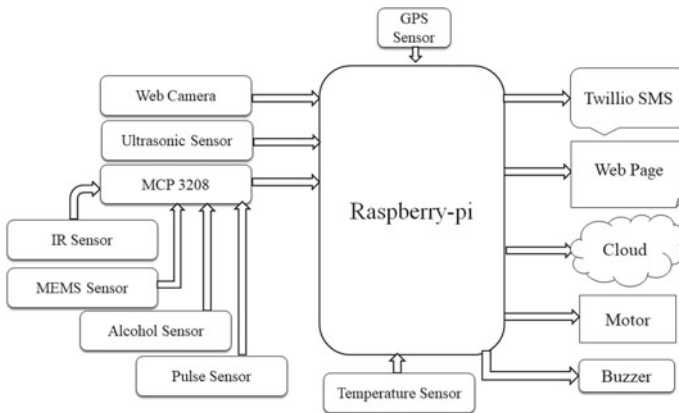 GPS
Sensor
Web Camera
Twillio SMS
Ultrasonic Sensor
MCP 3208
Web Page
Raspberry-pi
IR Sensor
Cloud
MEMS Sensor
Alcohol Sensor
Motor
Pulse Sensor
Temperature Sensor
Buzzer